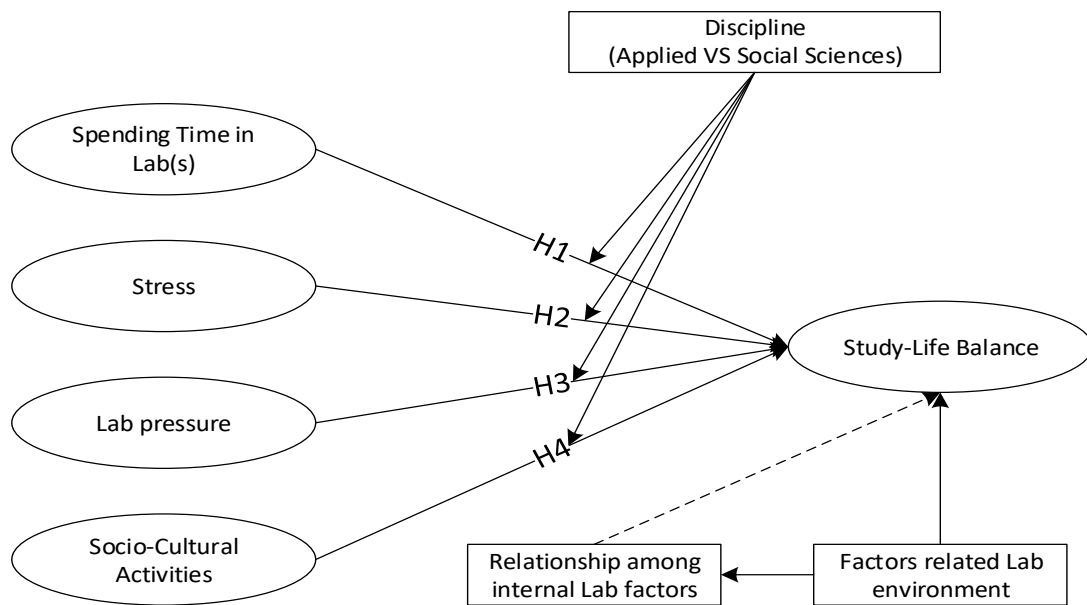 Discipline
(Applied VS Social Sciences)
Spending Time in
Lab(s)
H1
Stress
H2
Study-Life Balance
H3
Lab pressure
H4
Socio-Cultural
Activities
Relationship among
internal Lab factors
Factors related Lab
environment